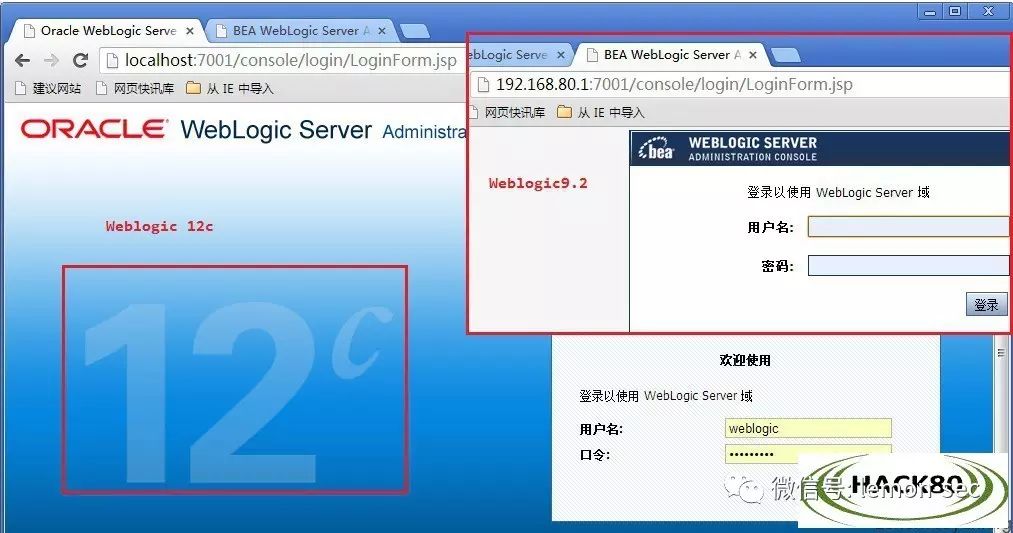 Oracle WebLogic Serve
BEA WebLogic Server A
localhost:7001/console/login/LoginForm.jsp
建议网站
网页快讯库
从 IE 中导入
ORACLE WebLogic Server Administra
Weblogic 12c
12c
ebLogic Serve
BEA WebLogic Server A
192.168.80.1:7001/console/login/LoginForm.jsp
网页快讯库
从 IE 中导入
Weblogic9.2
bea
WEBLOGIC SERVER
ADMINISTRATION CONSOLE
登录以使用 WebLogic Server 域
用户名:
密码:
登录
欢迎使用
登录以使用 WebLogic Server 域
用户名:
weblogic
口令:
•••••••••
微信号: lemon-sec
HACK80